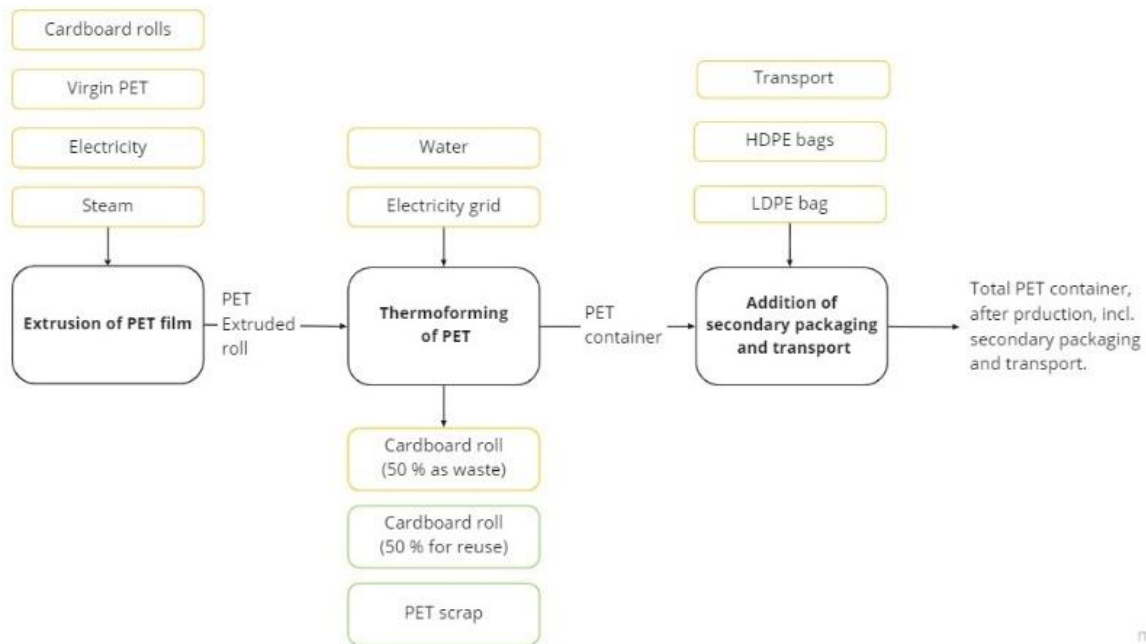 Cardboard rolls
Virgin PET
Electricity
Steam
Extrusion of PET film
PET
Extruded
roll
Water
Electricity grid
Thermoforming
of PET
Cardboard roll
(50 % as waste)
Cardboard roll
(50 % for reuse)
PET scrap
PET
container
Transport
HDPE bags
LDPE bag
Addition of
secondary packaging
and transport
Total PET container,
after prduction, incl.
secondary packaging
and transport.